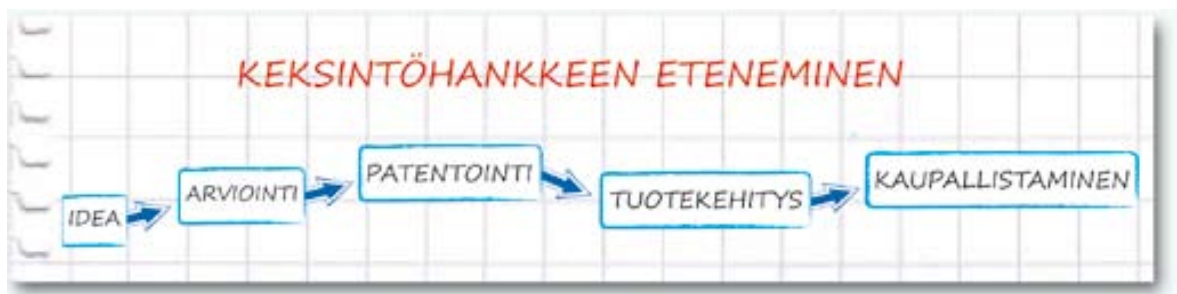 KEKSINTÖHANKKEEN ETENEMINEN
IDEA
ARVIOINTI
PATENTOINTI
TUOTEKEHITYS
KAUPALLISTAMINEN